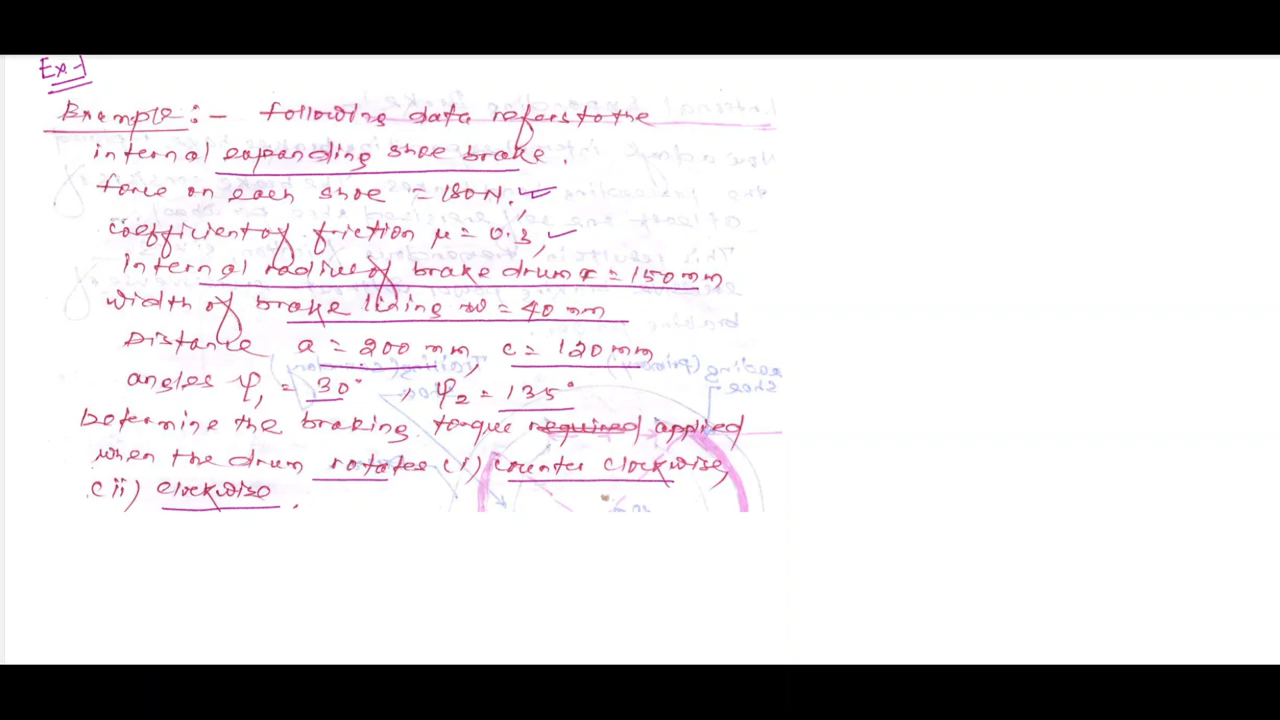 Ex-1
Example:- following data refers to the
internal expanding shoe brake.
force on each shoe = 180N.
coefficient of friction μ = 0.3,
Internal radius of brake drum r = 150 mm
width of brake lining w = 40 mm
Distance a = 200 mm, c = 120 mm
angles φ₁ = 30°, φ₂ = 135°
Determine the braking torque required applied
when the drum rotates (i) counter clockwise,
(ii) clockwise.